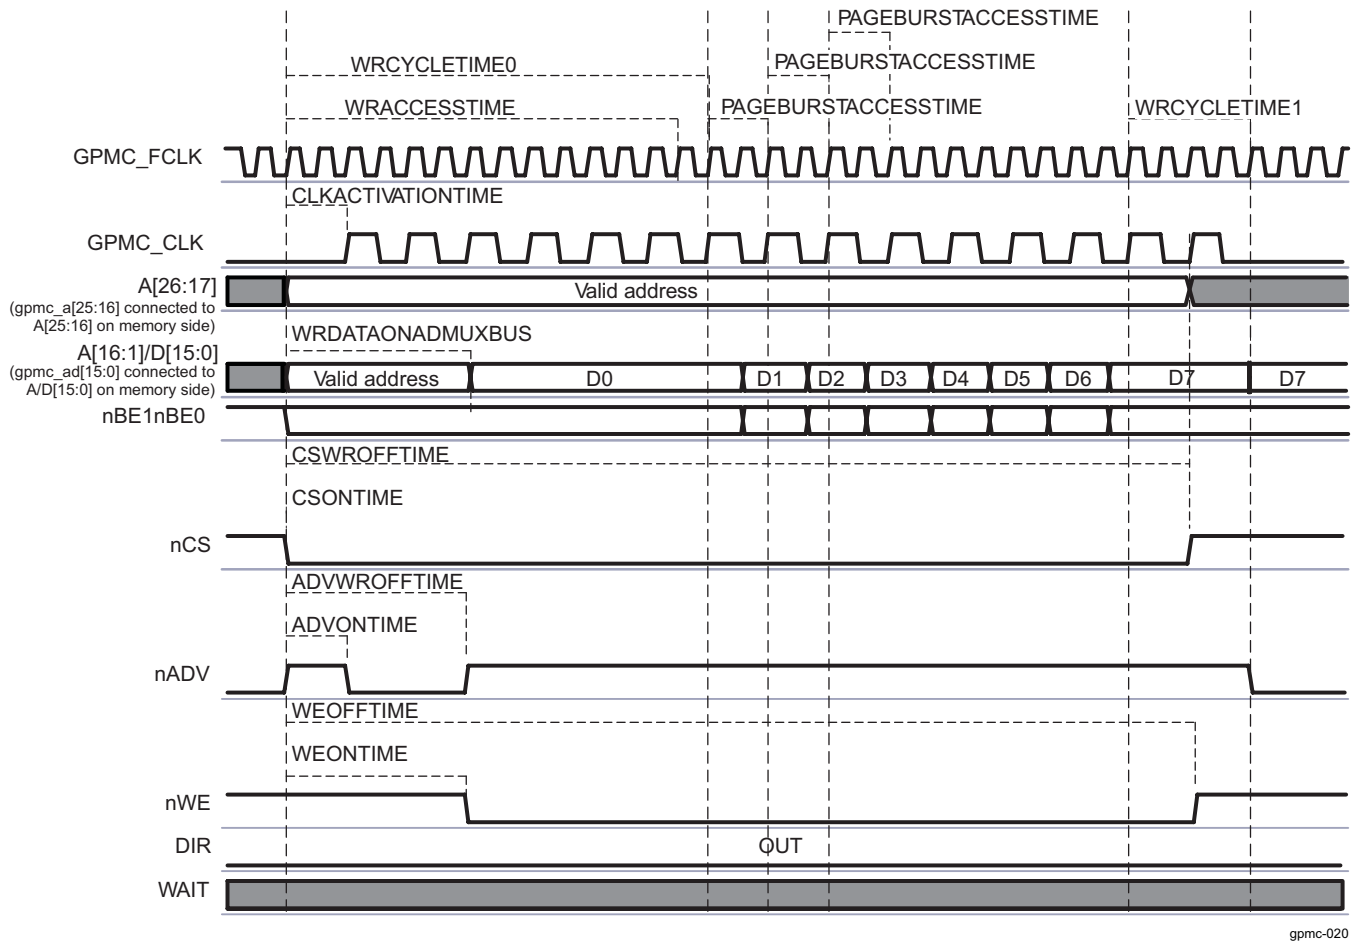 PAGEBURSTACCESSTIME
WRCYCLETIME0
PAGEBURSTACCESSTIME
WRACCESSTIME
PAGEBURSTACCESSTIME
WRCYCLETIME1
GPMC_FCLK
CLKACTIVATIONTIME
GPMC_CLK
A[26:17]
(gpmc_a[25:16] connected to
A[25:16] on memory side)
Valid address
WRDATAONADMUXBUS
A[16:1]/D[15:0]
(gpmc_ad[15:0] connected to
A/D[15:0] on memory side)
Valid address D0 D1 D2 D3 D4 D5 D6 D7 D7
nBE1nBE0
CSWROFFTIME
CSONTIME
nCS
ADVWROFFTIME
ADVONTIME
nADV
WEOFFTIME
WEONTIME
nWE
DIR OUT
WAIT
gpmc-020